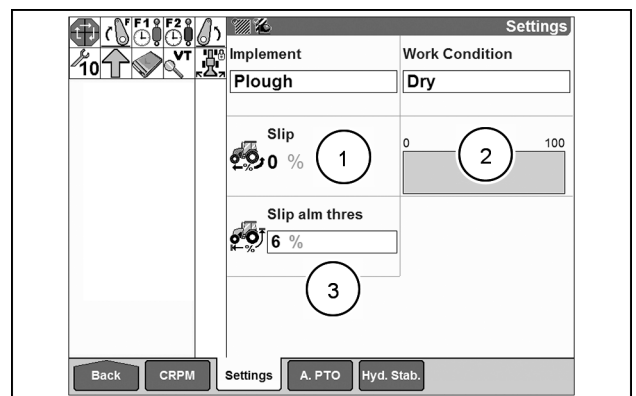 F F1 F2
10 VT
Settings
Implement
Work Condition
Plough
Dry
Slip
0 %
1
0 100
2
Slip alm thres
6 %
%
%
3
Back CRPM Settings A. PTO Hyd. Stab.